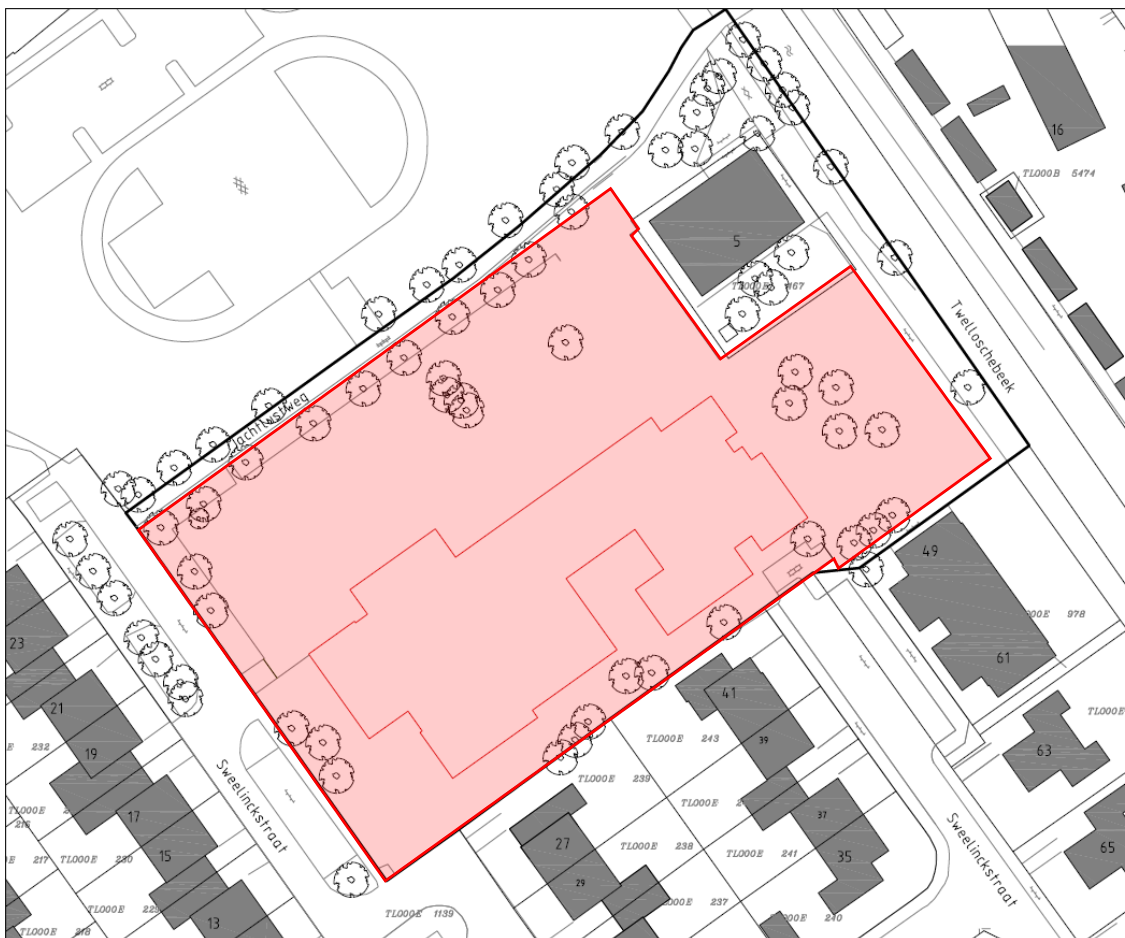 16
TL000B 5474
5
467
Twelloschebeek
Jachtlustweg
49
978
61
23
21
19
41
TL000E 243
39
63
TL000E
E 232
TL000E
216
17
TL000E 239
37
TL000E
E 217
TL000E 230
15
27
TL000E 238
TL000E 241
35
65
Sweelinckstraat
Sweelinckstraat
29
TL000E
13
TL000E 1139
237
240
TL000E 218